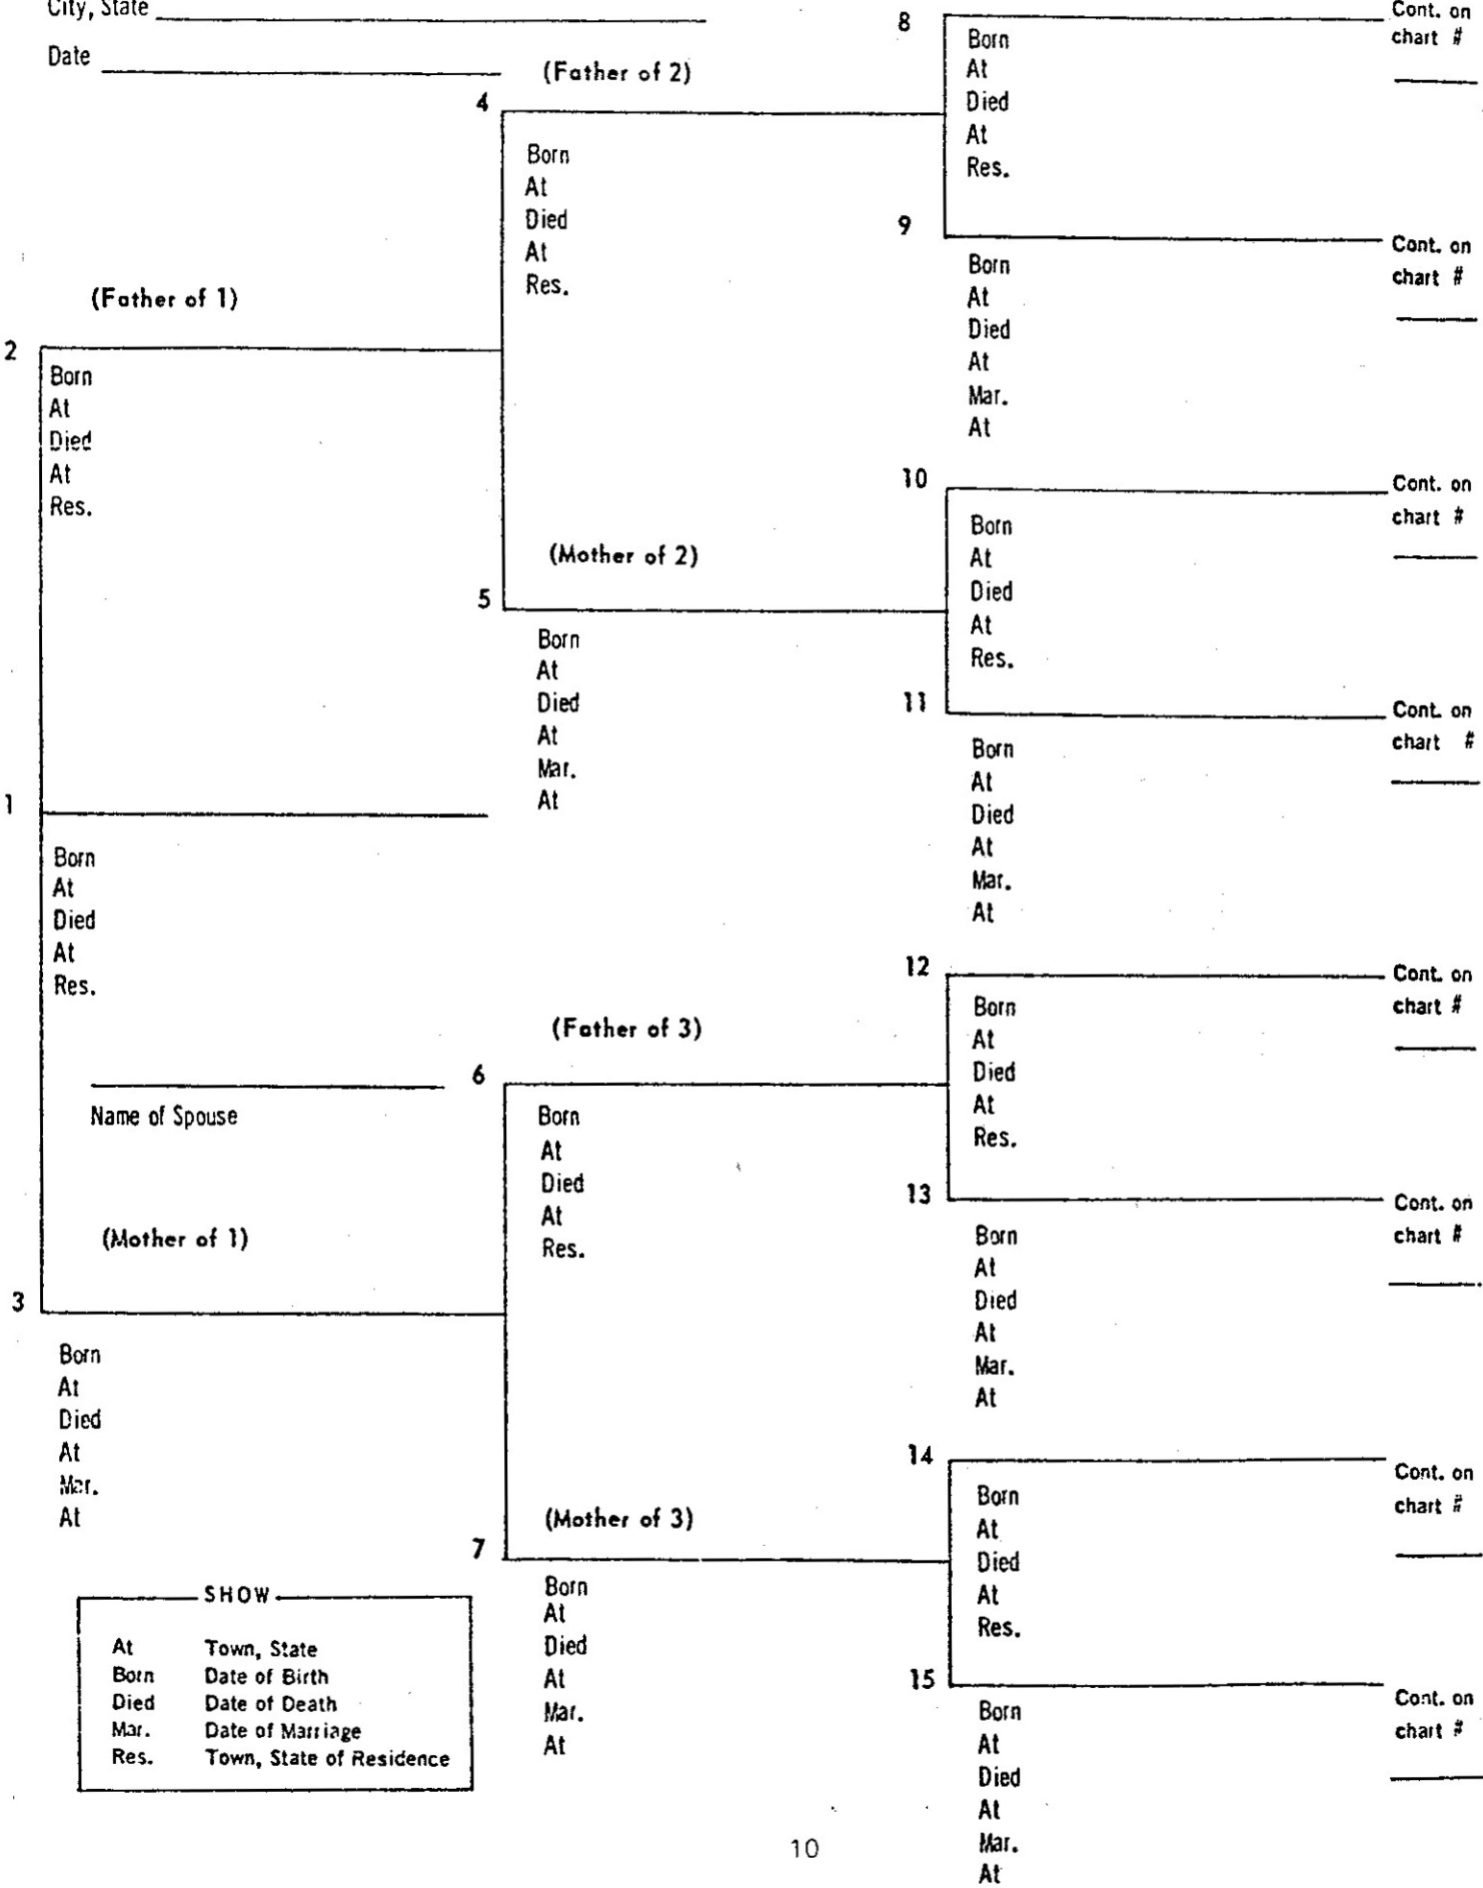 City, State
Date
1
Born
At
Died
At
Res.
Name of Spouse
(Father of 1)
2
Born
At
Died
At
Res.
(Mother of 1)
3
Born
At
Died
At
Mar.
At
(Father of 2)
4
Born
At
Died
At
Res.
(Mother of 2)
5
Born
At
Died
At
Mar.
At
(Father of 3)
6
Born
At
Died
At
Res.
(Mother of 3)
7
Born
At
Died
At
Mar.
At
8
Born
At
Died
At
Res.
Cont. on
chart #
9
Born
At
Died
At
Mar.
At
Cont. on
chart #
10
Born
At
Died
At
Res.
Cont. on
chart #
11
Born
At
Died
At
Mar.
At
Cont. on
chart #
12
Born
At
Died
At
Res.
Cont. on
chart #
13
Born
At
Died
At
Mar.
At
Cont. on
chart #
14
Born
At
Died
At
Res.
Cont. on
chart #
15
Born
At
Died
At
Mar.
At
Cont. on
chart #
SHOW
At Town, State
Born Date of Birth
Died Date of Death
Mar. Date of Marriage
Res. Town, State of Residence
10